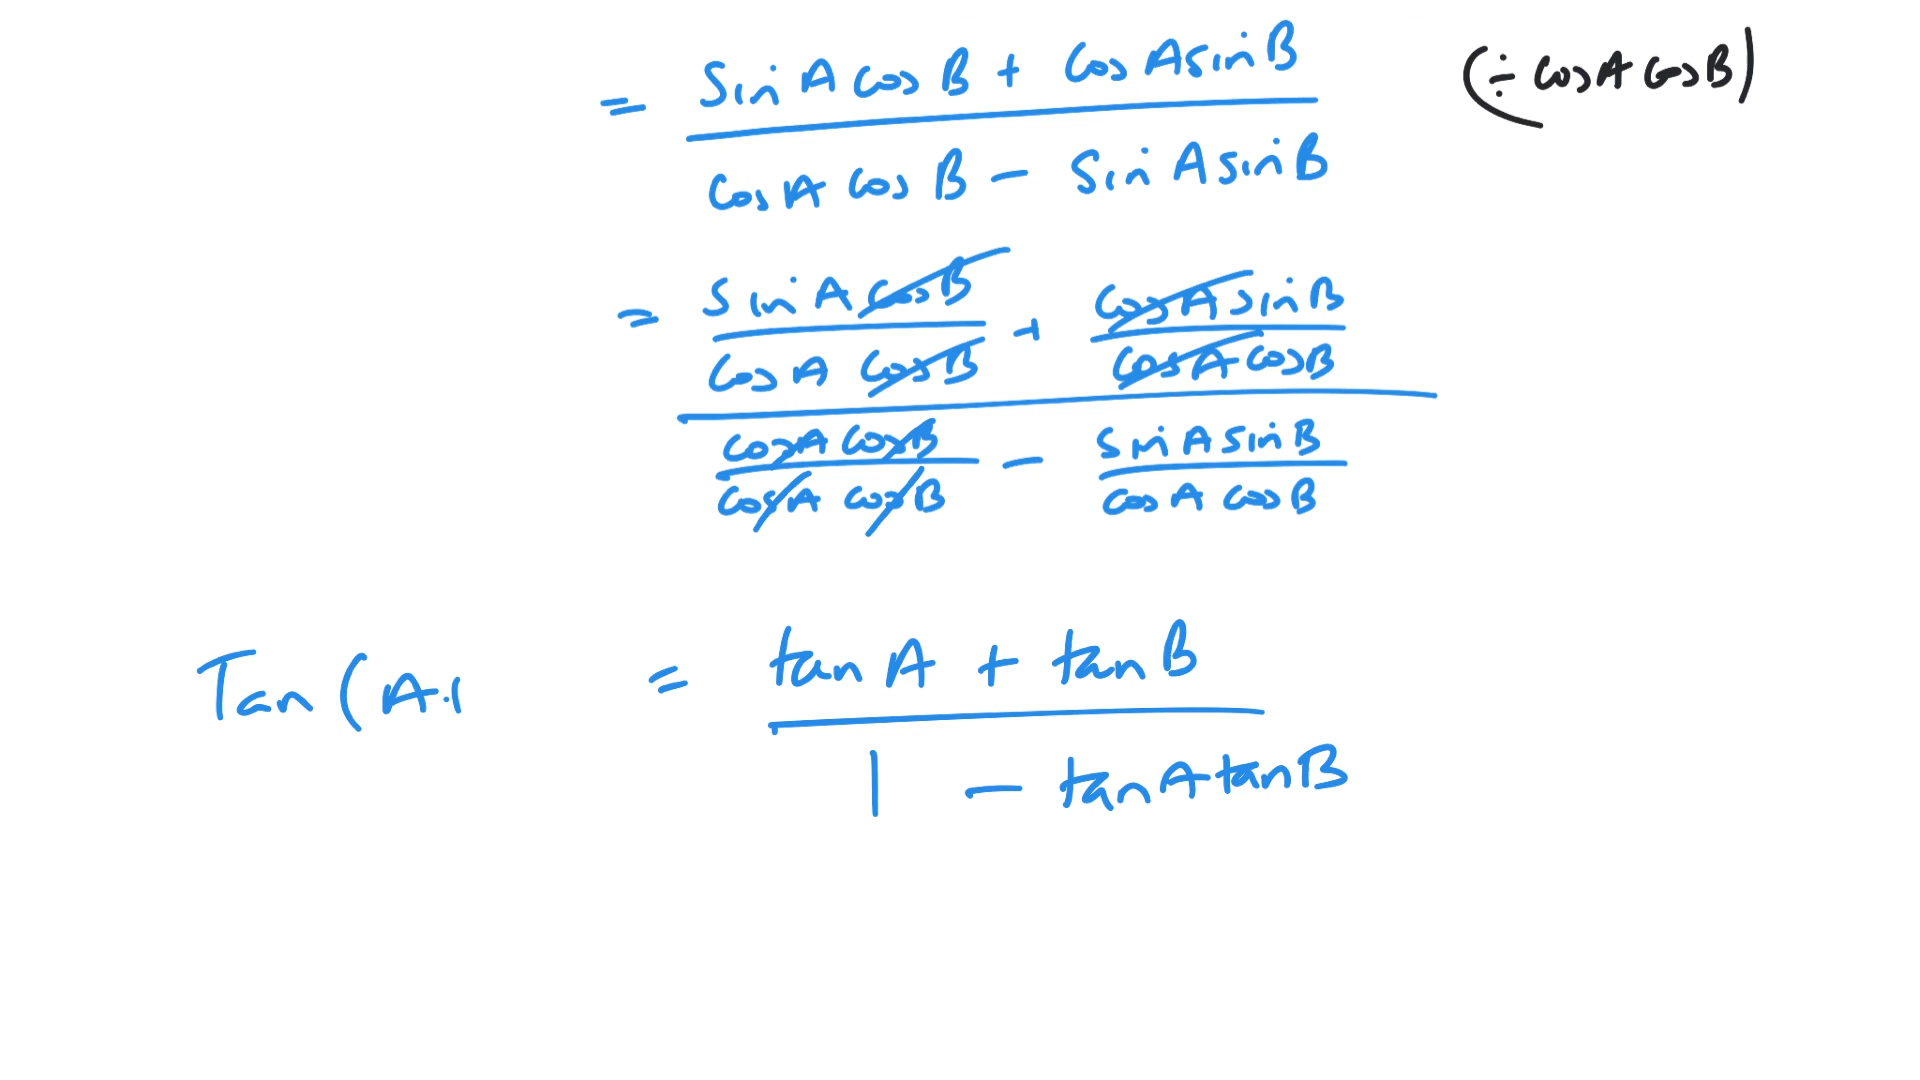 = (Sin A cos B + cos A sin B) / (cos A cos B − Sin A sin B) (÷ cos A cos B)
= (Sin A cos B / cos A cos B + cos A sin B / cos A cos B) / (cos A cos B / cos A cos B − sin A sin B / cos A cos B)
Tan (A·( = (tan A + tan B) / (1 − tan A tan B)